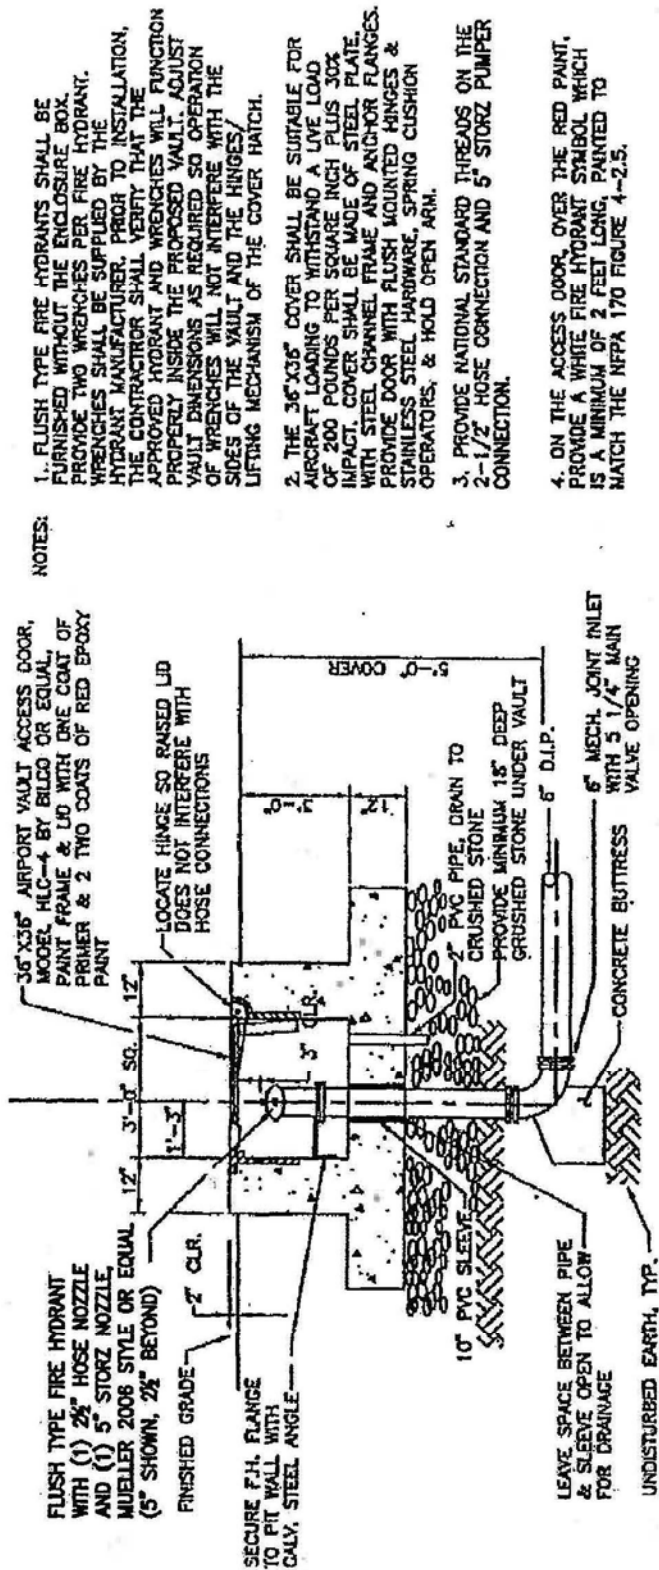 FLUSH TYPE FIRE HYDRANT
WITH (1) 2½" HOSE NOZZLE
AND (1) 5" STORZ NOZZLE,
MUELLER 2006 STYLE OR EQUAL
(5" SHOWN, 2½" BEYOND)
FINISHED GRADE
2" CLR.
SECURE F.H. FLANGE
TO PIT WALL WITH
GALV. STEEL ANGLE
10" PVC SLEEVE
LEAVE SPACE BETWEEN PIPE
& SLEEVE OPEN TO ALLOW
FOR DRAINAGE
UNDISTURBED EARTH, TYP.
12"
3'-0" SQ.
12"
1'-3"
3" CLR.
36"X36" AIRPORT VAULT ACCESS DOOR,
MODEL HLC-4 BY BILCO OR EQUAL,
PAINT FRAME & LID WITH ONE COAT OF
PRIMER & 2 TWO COATS OF RED EPOXY
PAINT
LOCATE HINGE SO RAISED LID
DOES NOT INTERFERE WITH
HOSE CONNECTIONS
3'-0"
12"
5'-0" COVER
2" PVC PIPE, DRAIN TO
CRUSHED STONE
PROVIDE MINIMUM 18" DEEP
GRUSHED STONE UNDER VAULT
6" D.I.P.
6" MECH. JOINT INLET
WITH 5 1/4" MAIN
VALVE OPENING
CONCRETE BUTTRESS
NOTES:
1.. FLUSH TYPE FIRE HYDRANTS SHALL BE
FURNISHED WITHOUT THE ENCLOSURE BOX.
PROVIDE TWO WRENCHES PER FIRE HYDRANT.
WRENCHES SHALL BE SUPPLIED BY THE
HYDRANT MANUFACTURER. PRIOR TO INSTALLATION,
THE CONTRACTROR SHALL VERIFY THAT THE
APPROVED HYDRANT AND WRENCHES WILL FUNCTION
PROPERLY INSIDE THE PROPOSED VAULT. ADJUST
VAULT DIMENSIONS AS REQUIRED SO OPERATION
OF WRENCHES WILL NOT INTERFERE WITH THE
SIDES OF THE VAULT AND THE HINGES/
LIFTING MECHANISM OF THE COVER HATCH.
2. THE 36"X36" COVER SHALL BE SUITABLE FOR
AIRCRAFT LOADING TO WITHSTAND A LIVE LOAD
OF 200 POUNDS PER SQUARE INCH PLUS 30%
IMPACT. COVER SHALL BE MADE OF STEEL PLATE,
WITH STEEL CHANNEL FRAME AND ANCHOR FLANGES.
PROVIDE DOOR WITH FLUSH MOUNTED HINGES &
STAINLESS STEEL HARDWARE, SPRING CUSHION
OPERATORS, & HOLD OPEN ARM.
3. PROVIDE NATIONAL STANDARD THREADS ON THE
2-1/2" HOSE CONNECTION AND 5" STORZ PUMPER
CONNECTION.
4. ON THE ACCESS DOOR, OVER THE RED PAINT,
PROVIDE A WHITE FIRE HYDRANT SYMBOL WHICH
IS A MINIMUM OF 2 FEET LONG, PAINTED TO
MATCH THE NFPA 170 FIGURE 4-2.5.